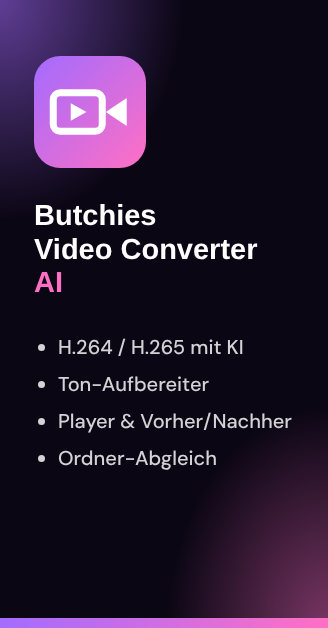 Butchies
Video Converter
AI
H.264 / H.265 mit KI
Ton-Aufbereiter
Player & Vorher/Nachher
Ordner-Abgleich